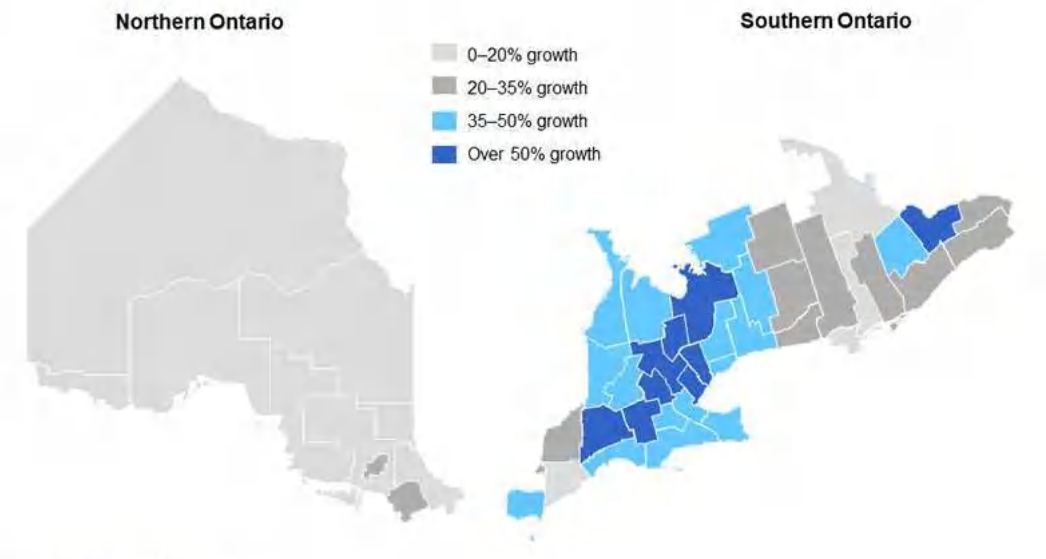 Northern Ontario
Southern Ontario
0–20% growth
20–35% growth
35–50% growth
Over 50% growth